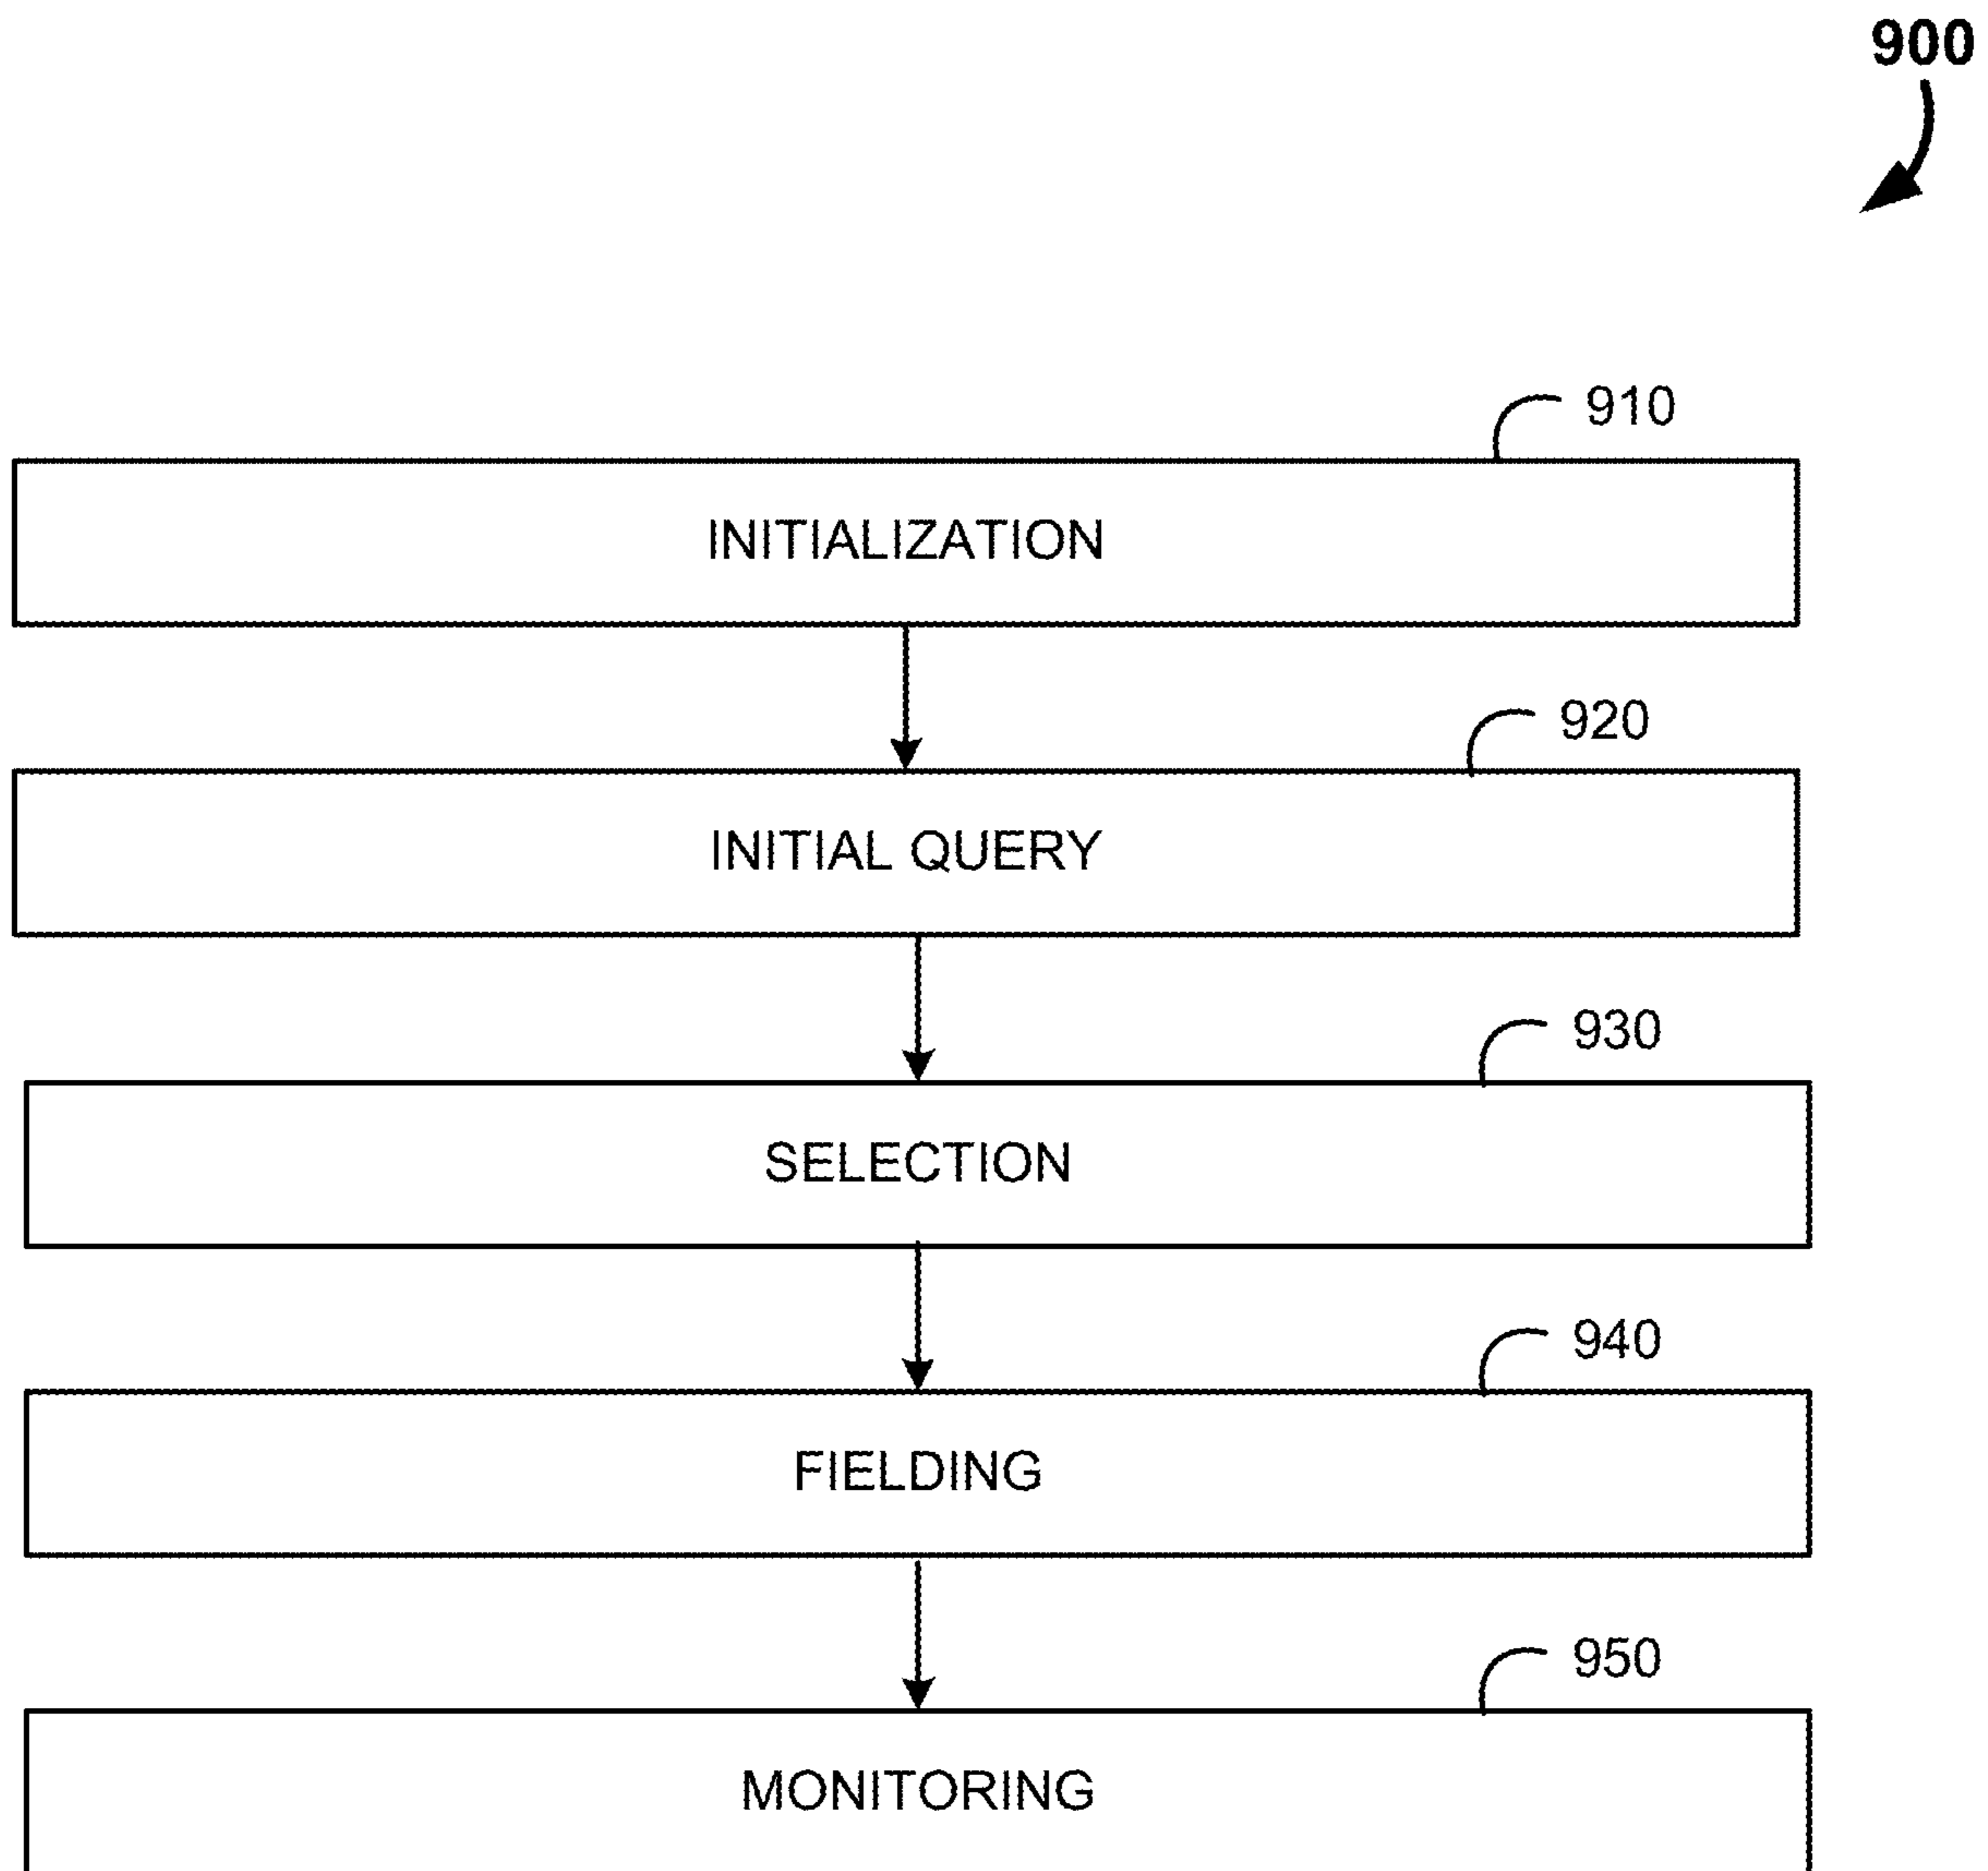 900
910
INITIALIZATION
920
INITIAL QUERY
930
SELECTION
940
FIELDING
950
MONITORING